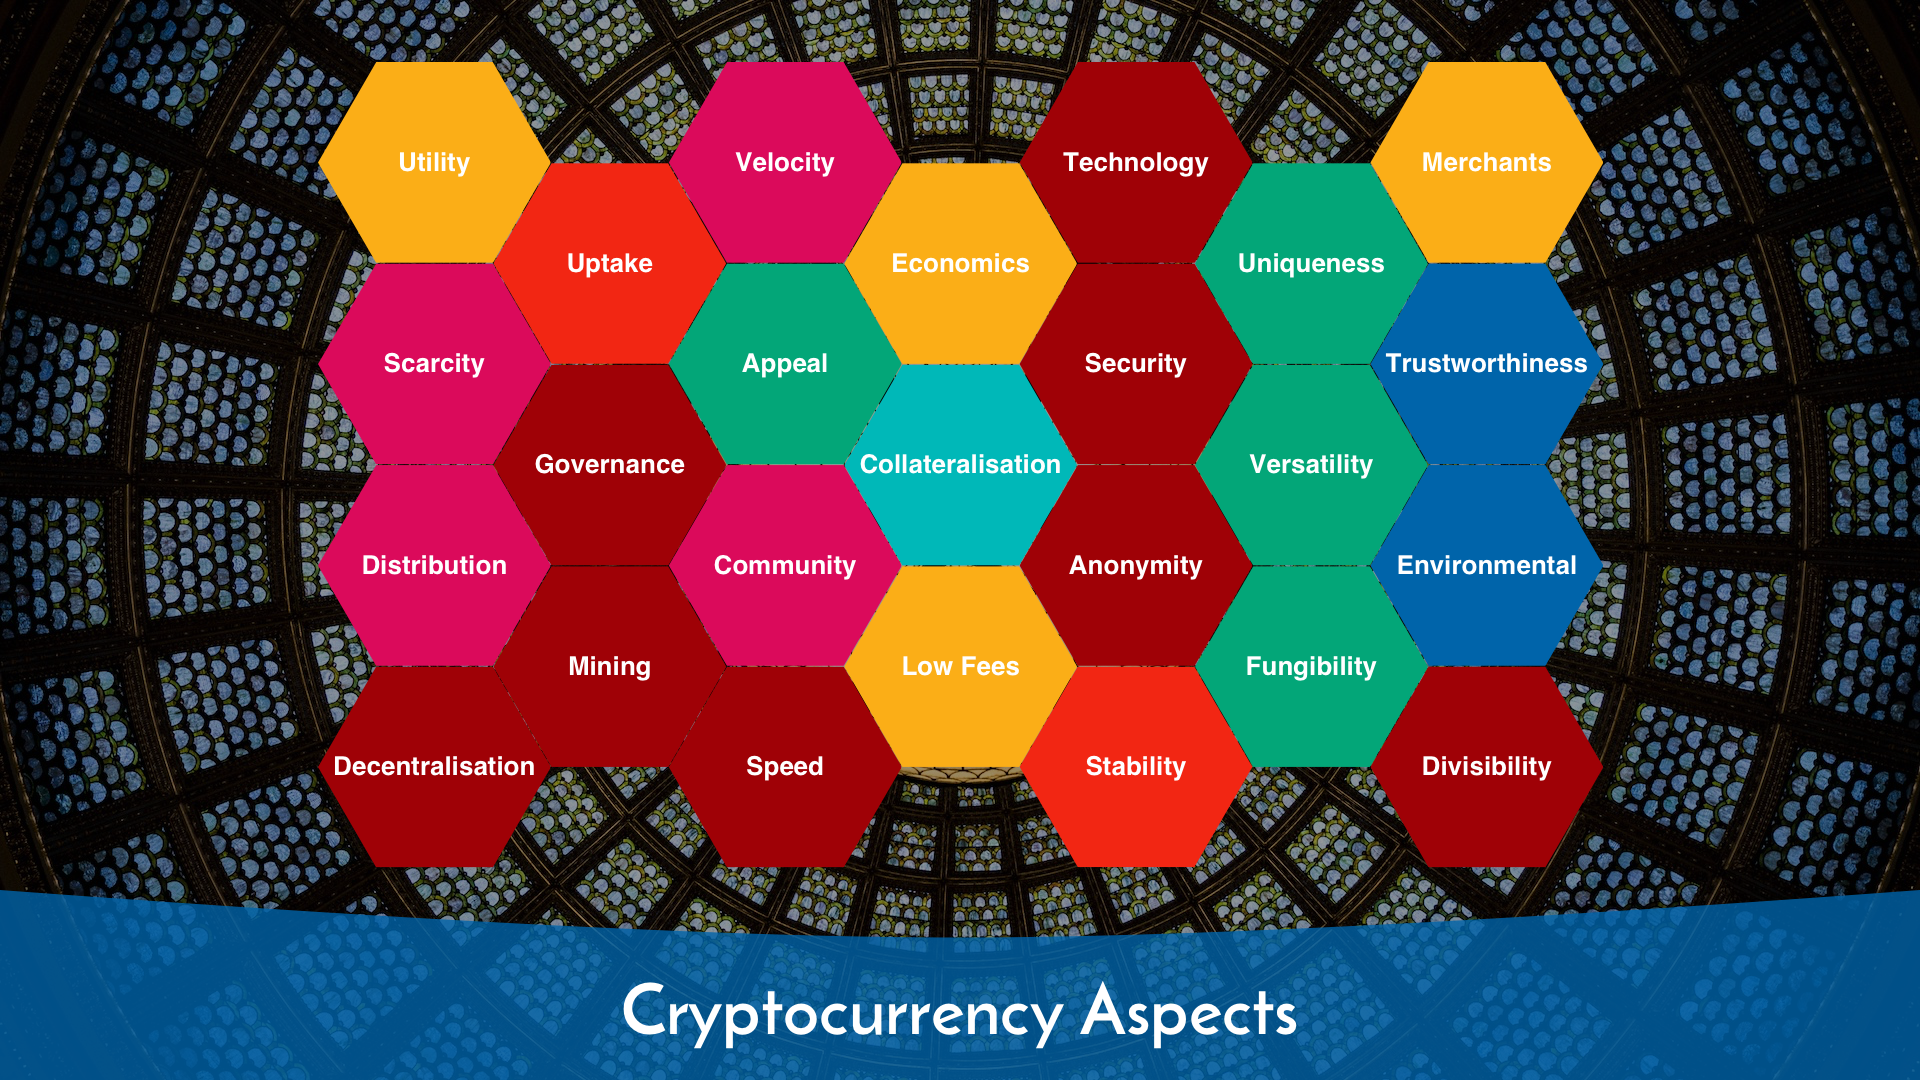 Utility
Velocity
Technology
Merchants
Uptake
Economics
Uniqueness
Scarcity
Appeal
Security
Trustworthiness
Governance
Collateralisation
Versatility
Distribution
Community
Anonymity
Environmental
Mining
Low Fees
Fungibility
Decentralisation
Speed
Stability
Divisibility
Cryptocurrency Aspects